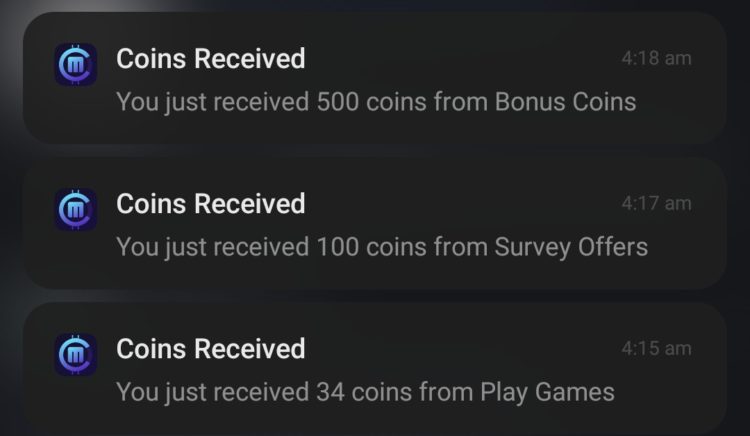 Coins Received
4:18 am
You just received 500 coins from Bonus Coins
Coins Received
4:17 am
You just received 100 coins from Survey Offers
Coins Received
4:15 am
You just received 34 coins from Play Games